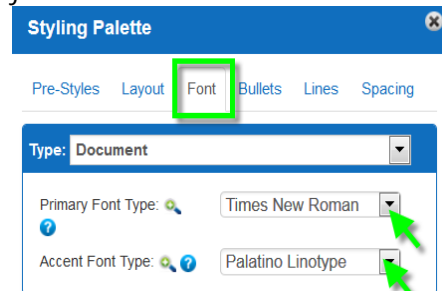 Styling Palette
Pre-Styles Layout Font Bullets Lines Spacing
Type: Document
Primary Font Type: Times New Roman
Accent Font Type: Palatino Linotype